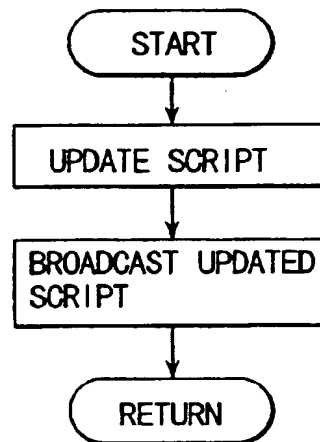 START
UPDATE SCRIPT
BROADCAST UPDATED
SCRIPT
RETURN